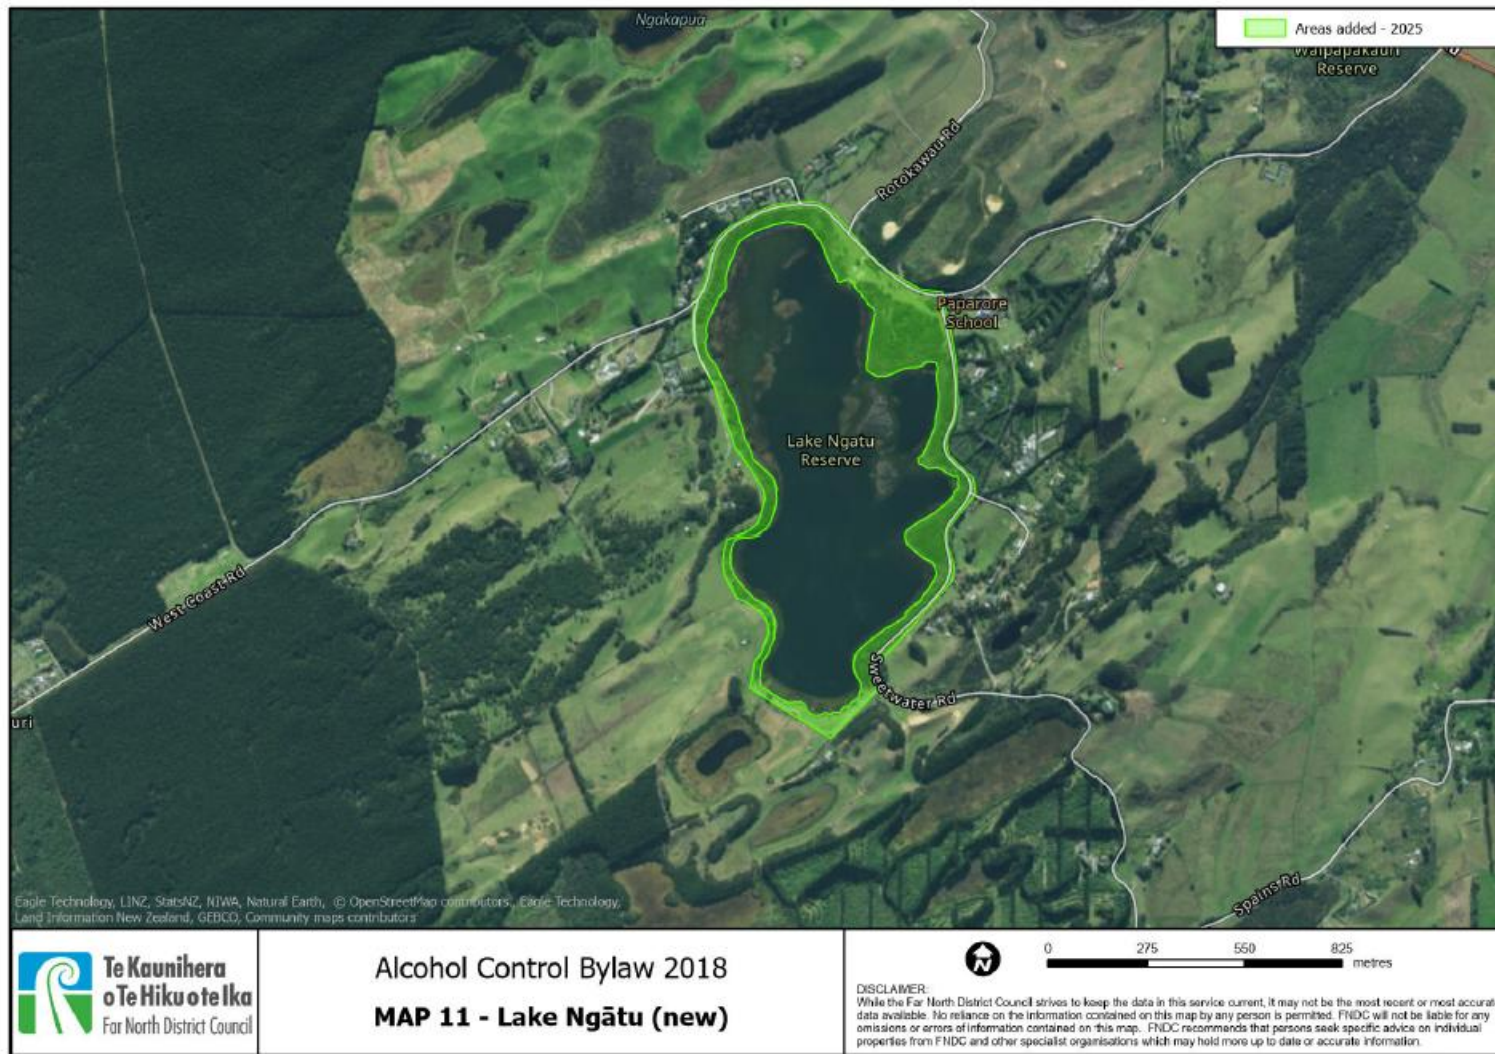 Ngakapua
Areas added - 2025
Waipapakauri
Reserve
Rd
Rotokawau Rd
Paparore
School
Lake Ngatu
Reserve
West Coast Rd
Sweetwater Rd
uri
Spains Rd
Eagle Technology, LINZ, StatsNZ, NIWA, Natural Earth, © OpenStreetMap contributors., Eagle Technology,
Land Information New Zealand, GEBCO, Community maps contributors
Te Kaunihera
o Te Hiku o te Ika
Far North District Council
Alcohol Control Bylaw 2018
MAP 11 - Lake Ngātu (new)
N
0 275 550 825
metres
DISCLAIMER:
While the Far North District Council strives to keep the data in this service current, it may not be the most recent or most accurat
data available. No reliance on the information contained on this map by any person is permitted. FNDC will not be liable for any
omissions or errors of information contained on this map. FNDC recommends that persons seek specific advice on individual
properties from FNDC and other specialist organisations which may hold more up to date or accurate information.